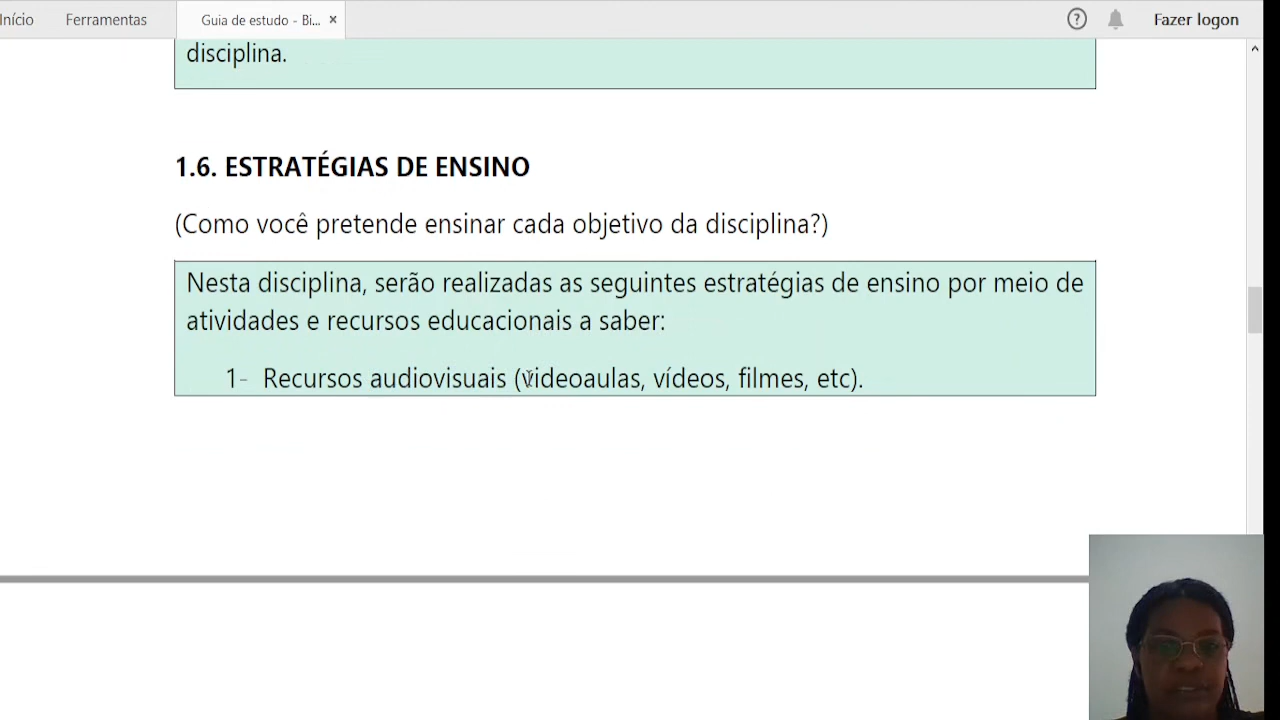 Início Ferramentas Guia de estudo - Bi... × ? Fazer logon
disciplina.
1.6. ESTRATÉGIAS DE ENSINO
(Como você pretende ensinar cada objetivo da disciplina?)
Nesta disciplina, serão realizadas as seguintes estratégias de ensino por meio de
atividades e recursos educacionais a saber:
1- Recursos audiovisuais (videoaulas, vídeos, filmes, etc).